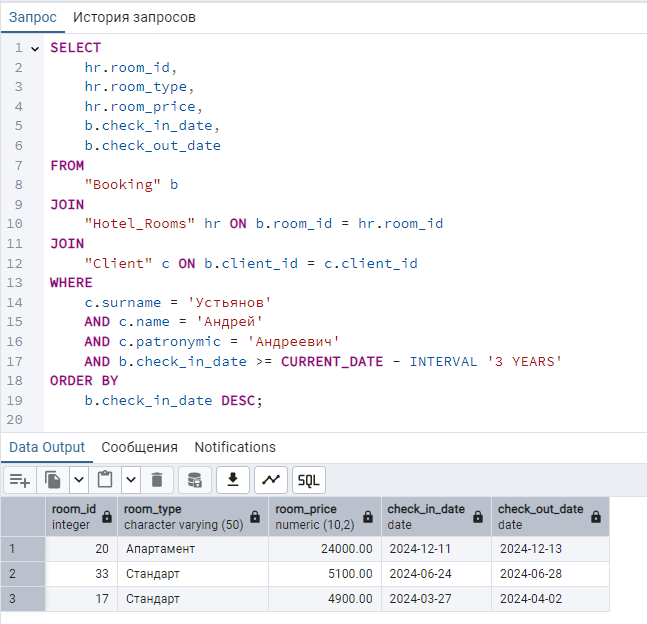 Запрос История запросов
1 SELECT
2 hr.room_id,
3 hr.room_type,
4 hr.room_price,
5 b.check_in_date,
6 b.check_out_date
7 FROM
8 "Booking" b
9 JOIN
10 "Hotel_Rooms" hr ON b.room_id = hr.room_id
11 JOIN
12 "Client" c ON b.client_id = c.client_id
13 WHERE
14 c.surname = 'Устьянов'
15 AND c.name = 'Андрей'
16 AND c.patronymic = 'Андреевич'
17 AND b.check_in_date >= CURRENT_DATE - INTERVAL '3 YEARS'
18 ORDER BY
19 b.check_in_date DESC;
20
Data Output Сообщения Notifications
SQL
room_id room_type room_price check_in_date check_out_date
integer character varying (50) numeric (10,2) date date
1 20 Апартамент 24000.00 2024-12-11 2024-12-13
2 33 Стандарт 5100.00 2024-06-24 2024-06-28
3 17 Стандарт 4900.00 2024-03-27 2024-04-02